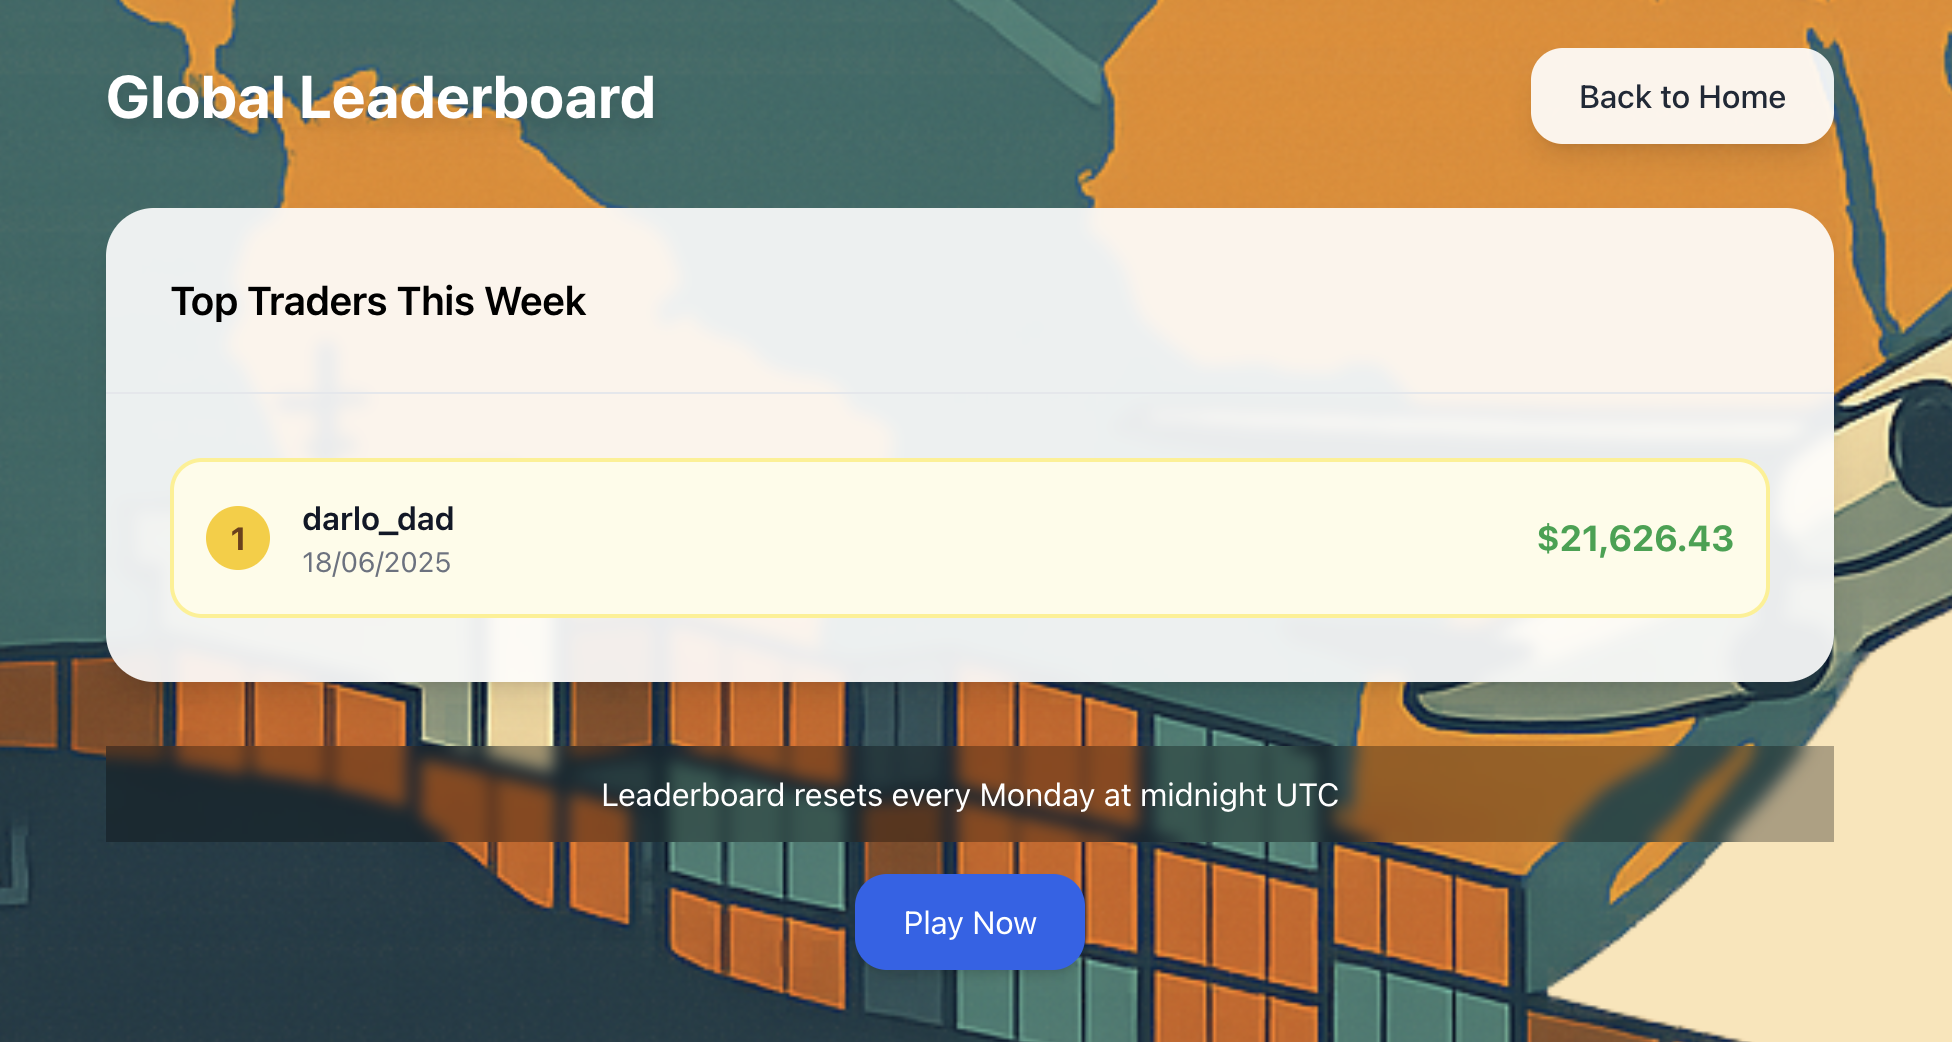 Global Leaderboard
Back to Home
Top Traders This Week
1
darlo_dad
18/06/2025
$21,626.43
Leaderboard resets every Monday at midnight UTC
Play Now